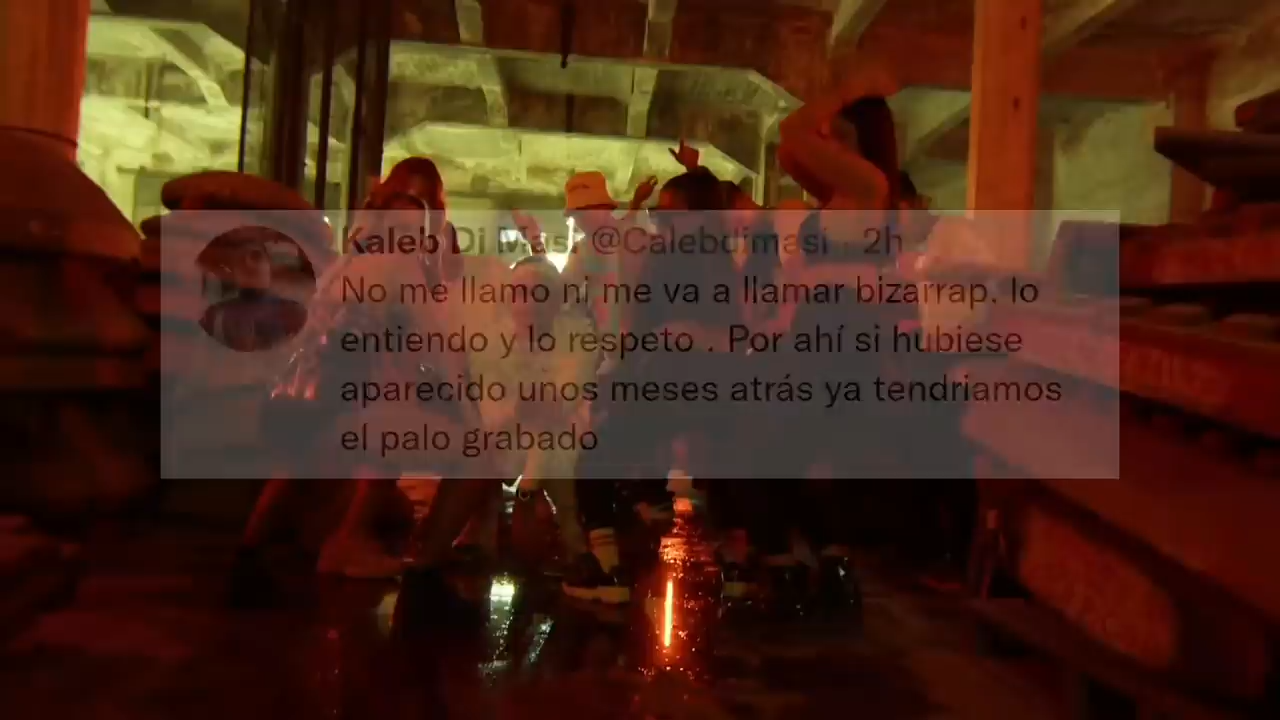 Kaleb Di Masi @Calebdimasi · 2h
No me llamo ni me va a llamar bizarrap. lo
entiendo y lo respeto . Por ahí si hubiese
aparecido unos meses atrás ya tendriamos
el palo grabado